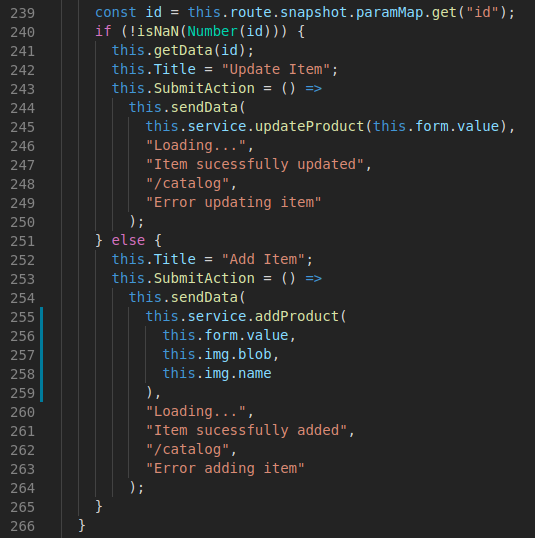 239 const id = this.route.snapshot.paramMap.get("id");
240 if (!isNaN(Number(id))) {
241 this.getData(id);
242 this.Title = "Update Item";
243 this.SubmitAction = () =>
244 this.sendData(
245 this.service.updateProduct(this.form.value),
246 "Loading...",
247 "Item sucessfully updated",
248 "/catalog",
249 "Error updating item"
250 );
251 } else {
252 this.Title = "Add Item";
253 this.SubmitAction = () =>
254 this.sendData(
255 this.service.addProduct(
256 this.form.value,
257 this.img.blob,
258 this.img.name
259 ),
260 "Loading...",
261 "Item sucessfully added",
262 "/catalog",
263 "Error adding item"
264 );
265 }
266 }